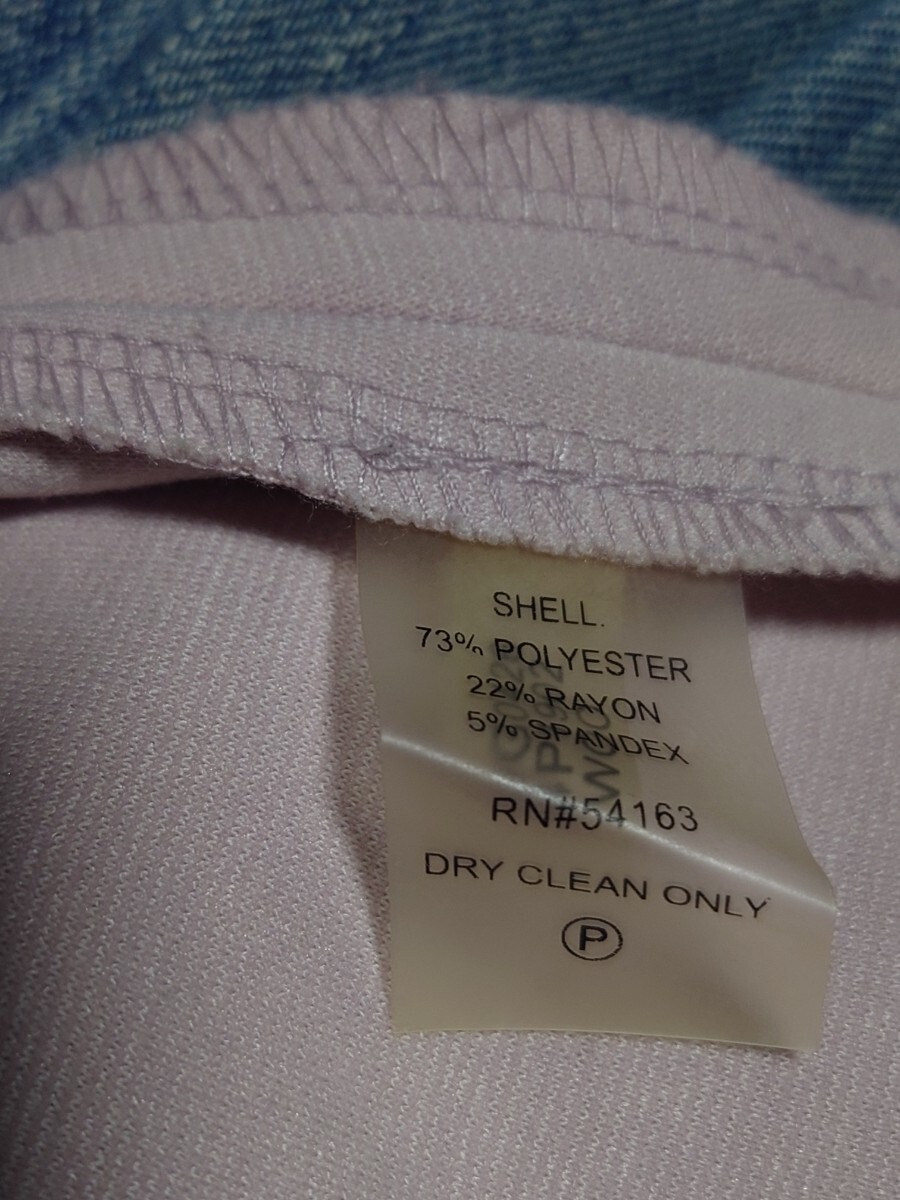 SHELL.
73% POLYESTER
22% RAYON
5% SPANDEX
RN#54163
DRY CLEAN ONLY
P